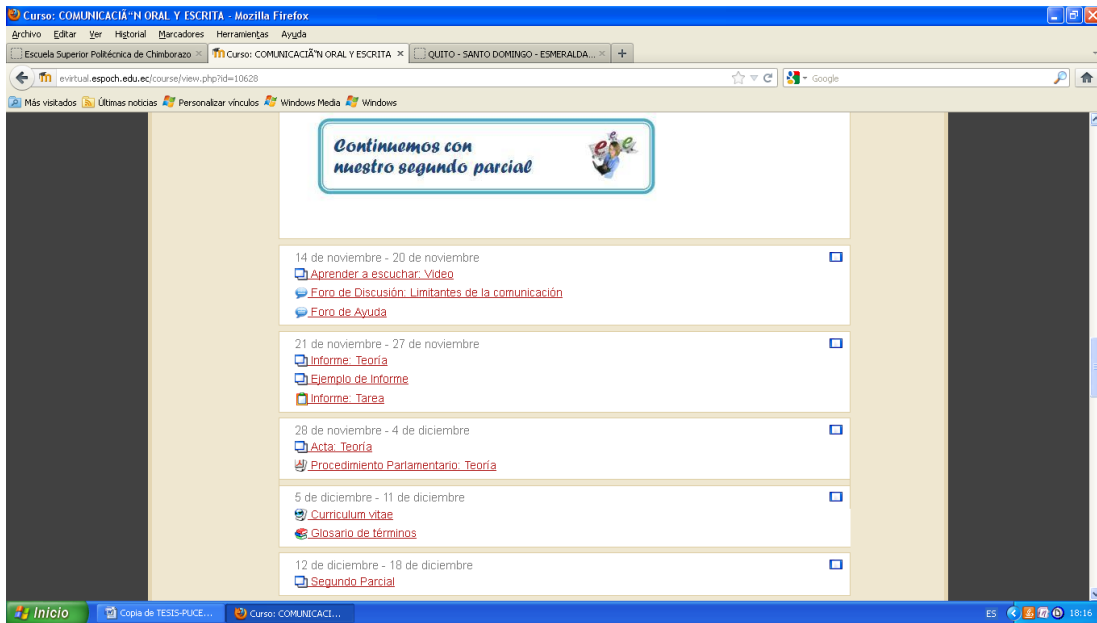 Curso: COMUNICACIÃ“N ORAL Y ESCRITA - Mozilla Firefox
Archivo Editar Ver Historial Marcadores Herramientas Ayuda
Escuela Superior Politécnica de Chimborazo × Curso: COMUNICACIÃ“N ORAL Y ESCRITA × QUITO - SANTO DOMINGO - ESMERALDA... × +
evirtual.espoch.edu.ec/course/view.php?id=10628 Google
Más visitados Últimas noticias Personalizar vínculos Windows Media Windows
Continuemos con
nuestro segundo parcial
14 de noviembre - 20 de noviembre
Aprender a escuchar: Video
Foro de Discusión: Limitantes de la comunicación
Foro de Ayuda
21 de noviembre - 27 de noviembre
Informe: Teoría
Ejemplo de Informe
Informe: Tarea
28 de noviembre - 4 de diciembre
Acta: Teoría
Procedimiento Parlamentario: Teoría
5 de diciembre - 11 de diciembre
Curriculum vitae
Glosario de términos
12 de diciembre - 18 de diciembre
Segundo Parcial
Inicio Copia de TESIS-PUCE... Curso: COMUNICACI... ES 18:16